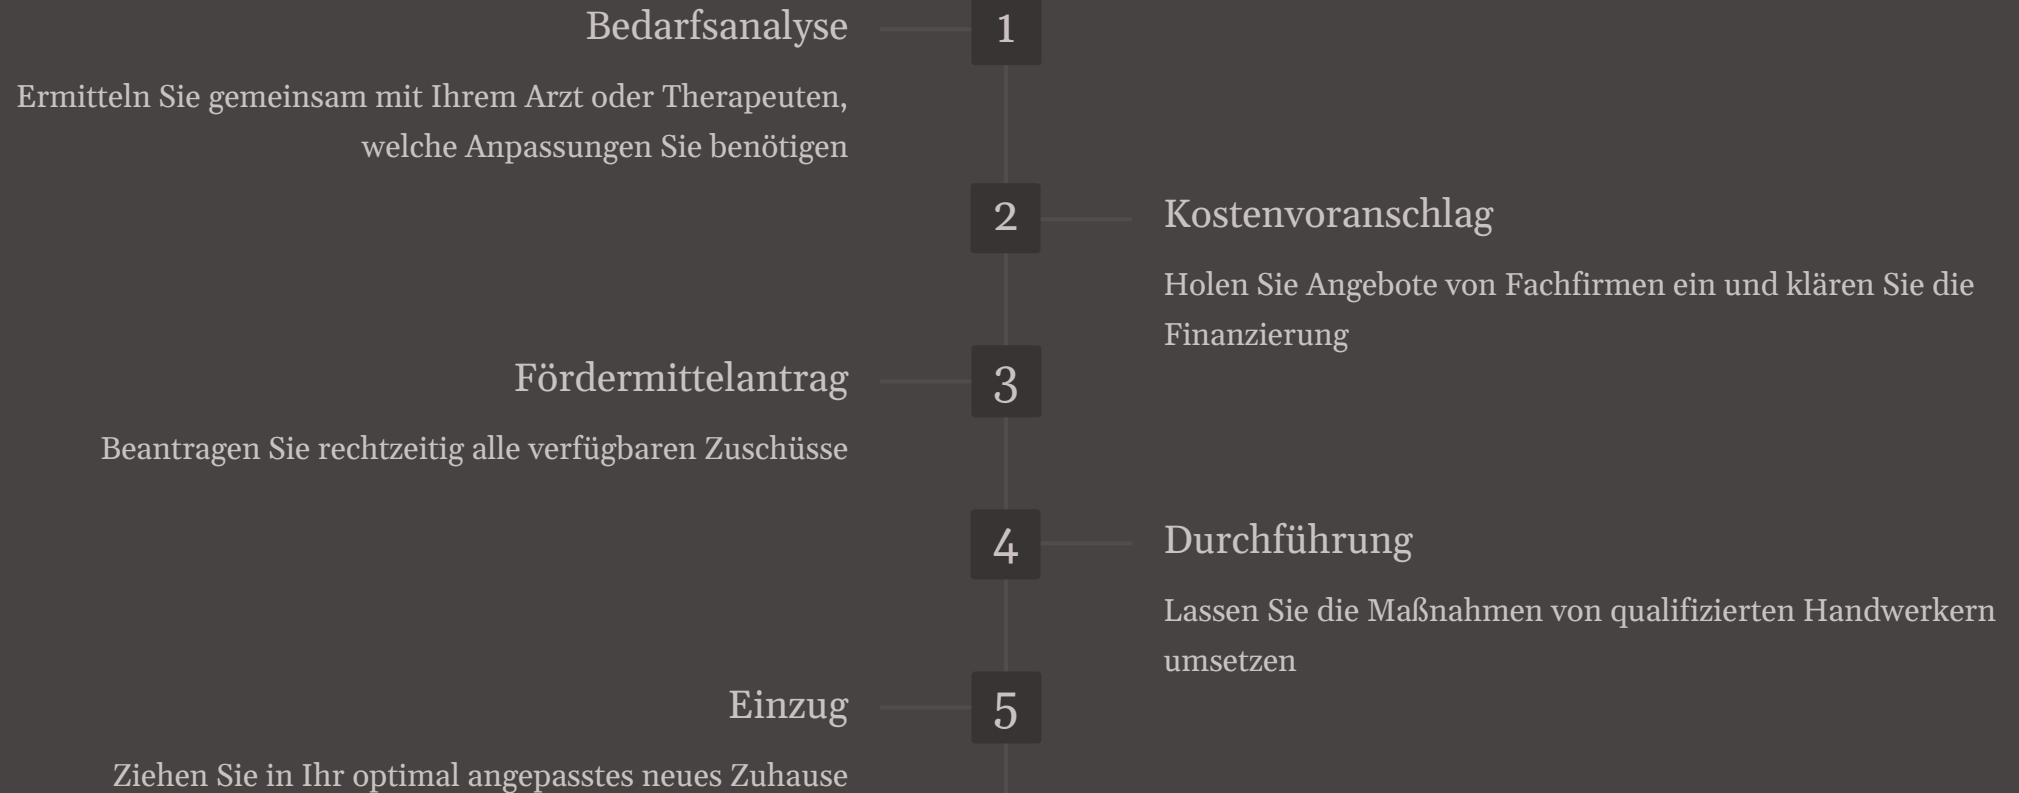 1
Bedarfsanalyse
Ermitteln Sie gemeinsam mit Ihrem Arzt oder Therapeuten,
welche Anpassungen Sie benötigen
2
Kostenvoranschlag
Holen Sie Angebote von Fachfirmen ein und klären Sie die
Finanzierung
3
Fördermittelantrag
Beantragen Sie rechtzeitig alle verfügbaren Zuschüsse
4
Durchführung
Lassen Sie die Maßnahmen von qualifizierten Handwerkern
umsetzen
5
Einzug
Ziehen Sie in Ihr optimal angepasstes neues Zuhause